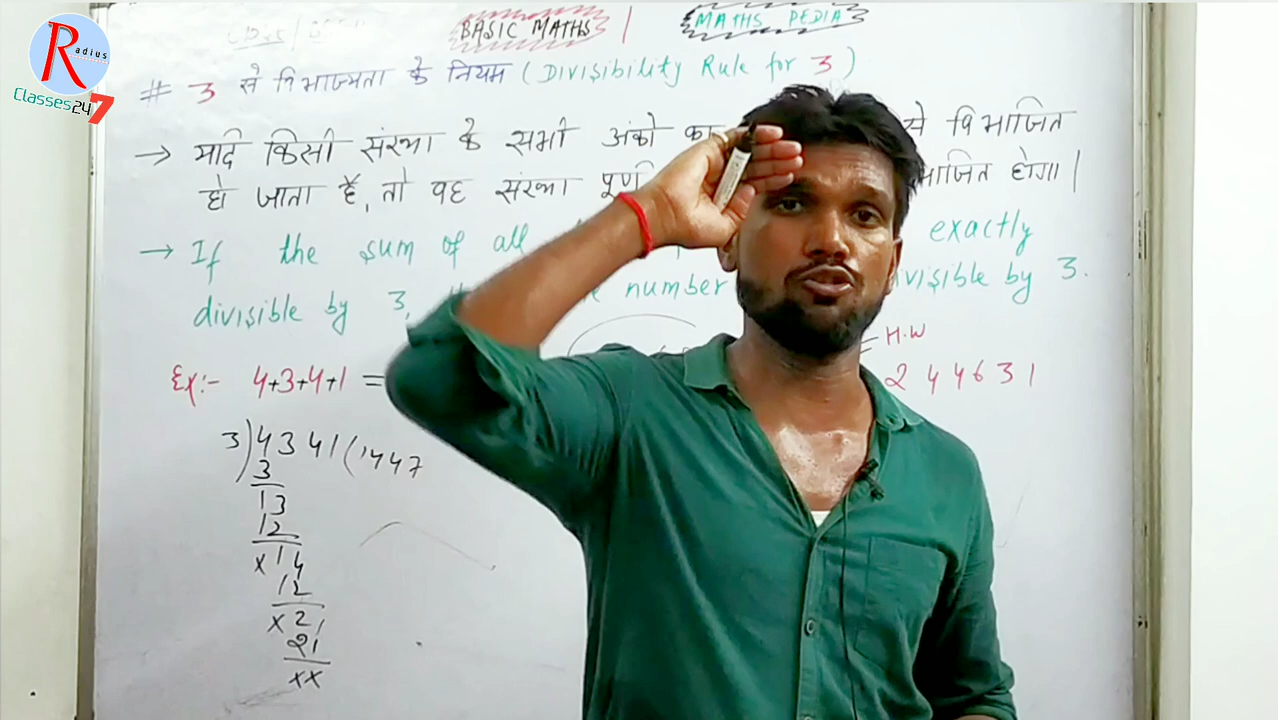 Radius
Classes24
7
BASIC MATHS |
MATHS PEDIA
# 3 से विभाज्यता के नियम (Divisibility Rule for 3)
→ यदि किसी संख्या के सभी अंको का से विभाजित
हो जाता है, तो वह संख्या पूर्ण भाजित होगा।
→ If the sum of all exactly
divisible by 3, number divisible by 3.
= H.W
Ex:- 4+3+4+1 = 244631
3)4341(1447
3
13
12
x14
12
x21
21
xx